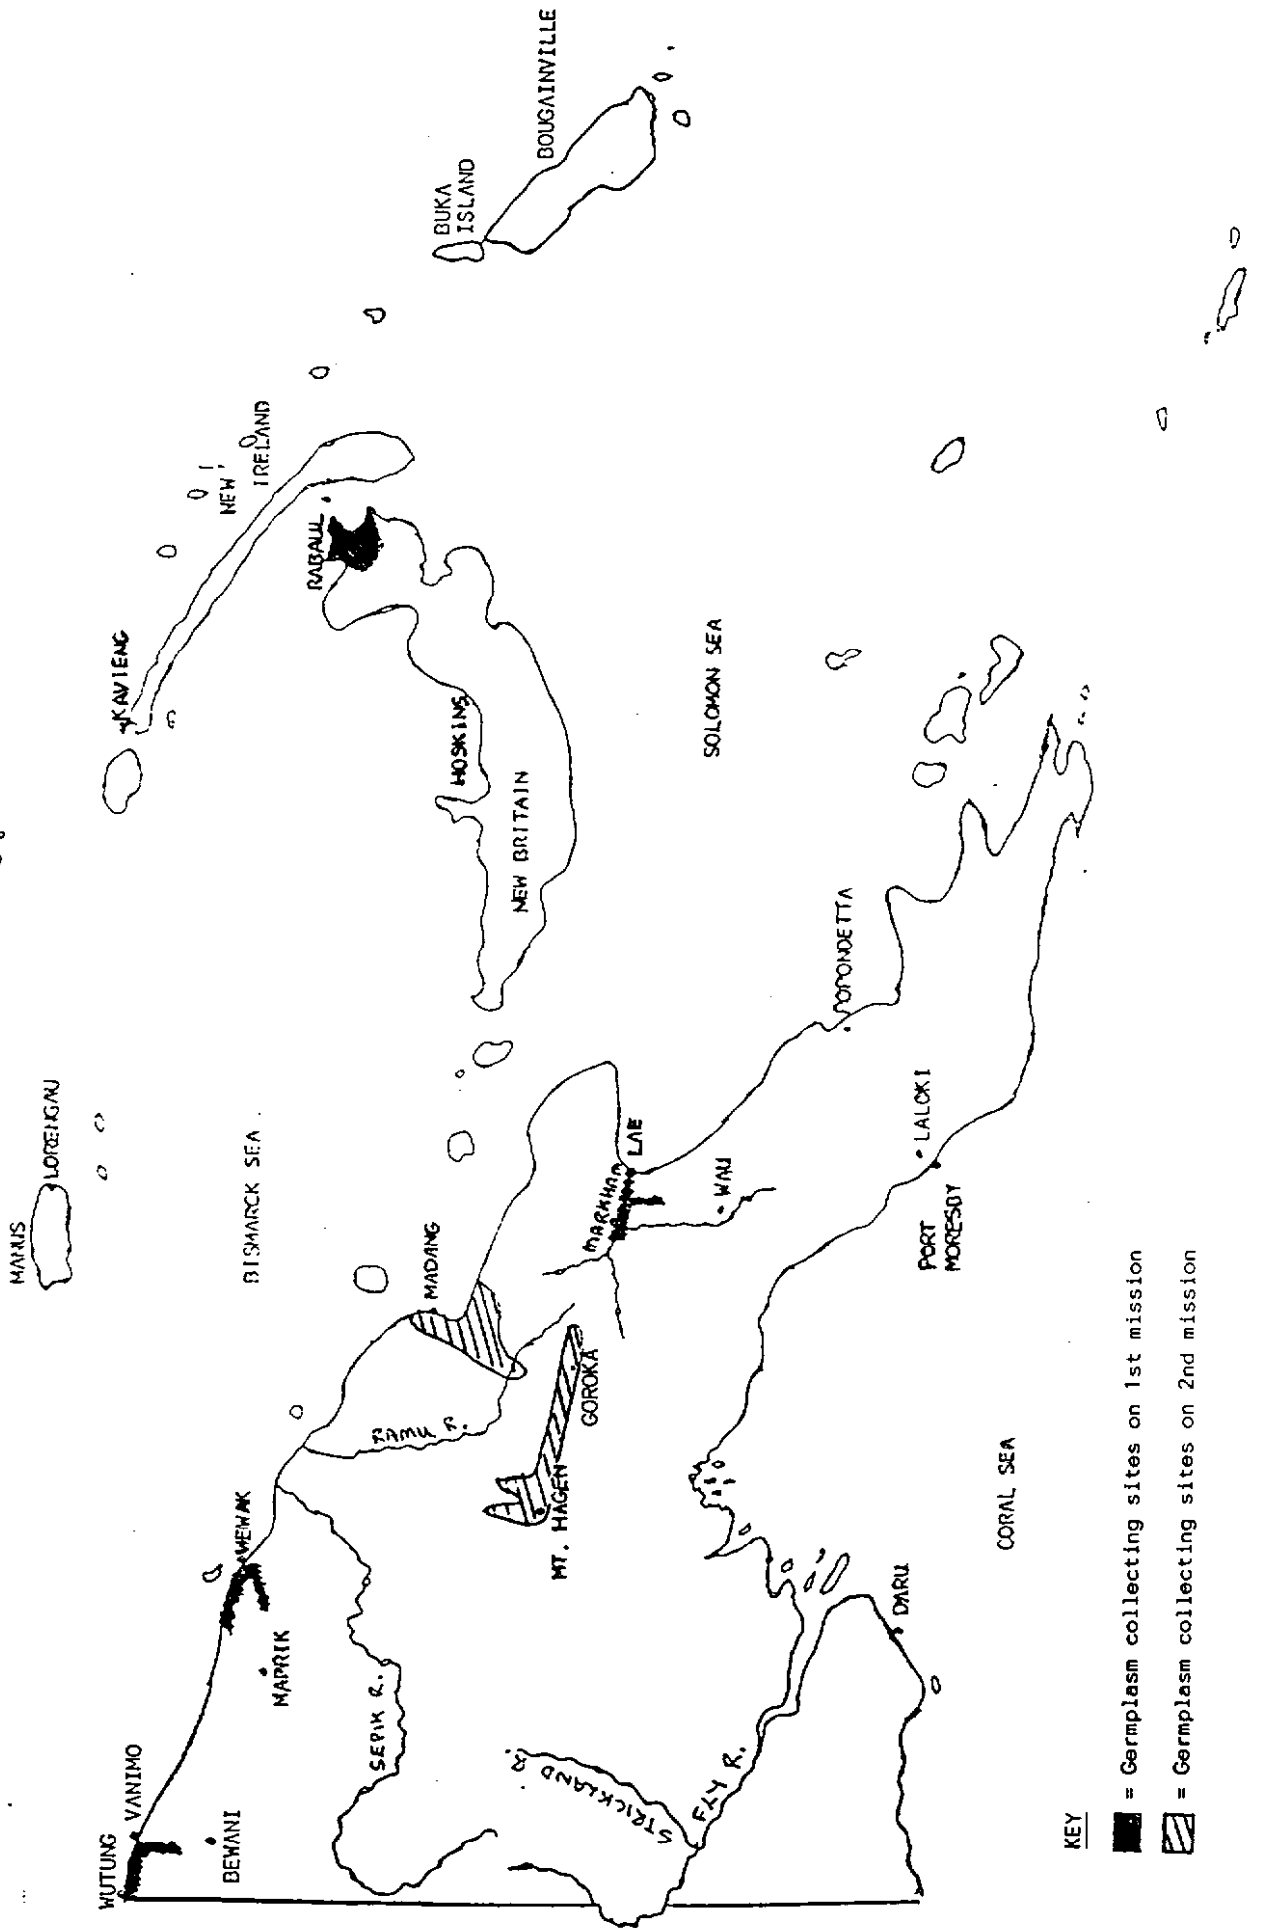 MANUS
LORENGAU
KAVIENG
NEW
IRELAND
RABAUL
BUKA
ISLAND
BOUGAINVILLE
BISMARCK SEA
HOSKINS
NEW BRITAIN
SOLOMON SEA
WUTUNG
VANIMO
BEWANI
MAPRIK
WEWAK
SEPIK R.
RAMU R.
MADANG
MT. HAGEN
GOROKA
MARKHAM
LAE
WAU
POPONDETTA
LALOKI
PORT
MORESBY
STRICKLAND R.
FLY R.
DARU
CORAL SEA
KEY
= Germplasm collecting sites on 1st mission
= Germplasm collecting sites on 2nd mission